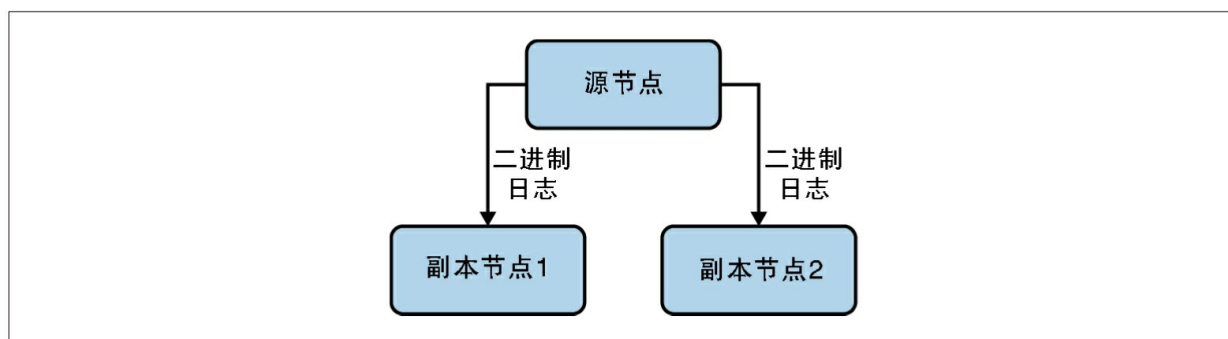 源节点
二进制
日志
二进制
日志
副本节点1
副本节点2